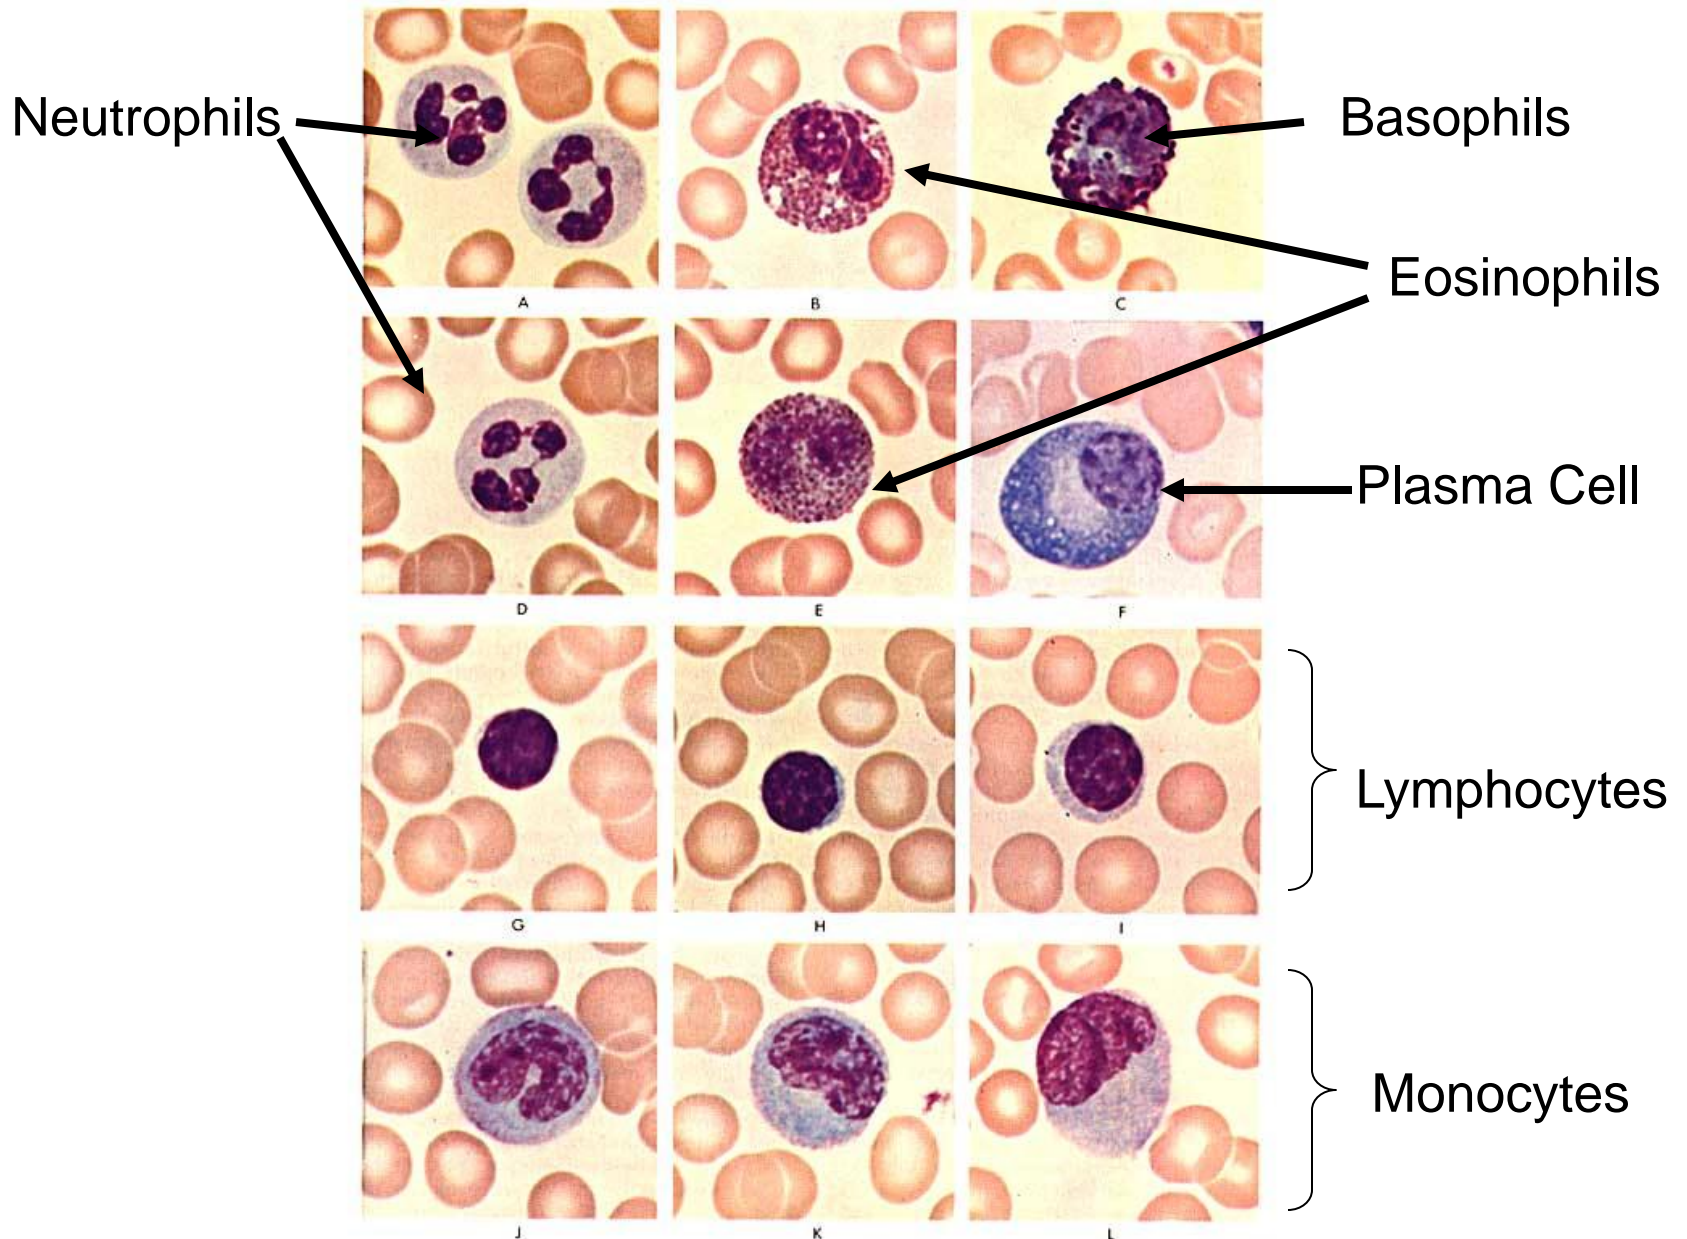 Neutrophils
Basophils
Eosinophils
A
B
C
Plasma Cell
D
E
F
Lymphocytes
G
H
I
Monocytes
J
K
L